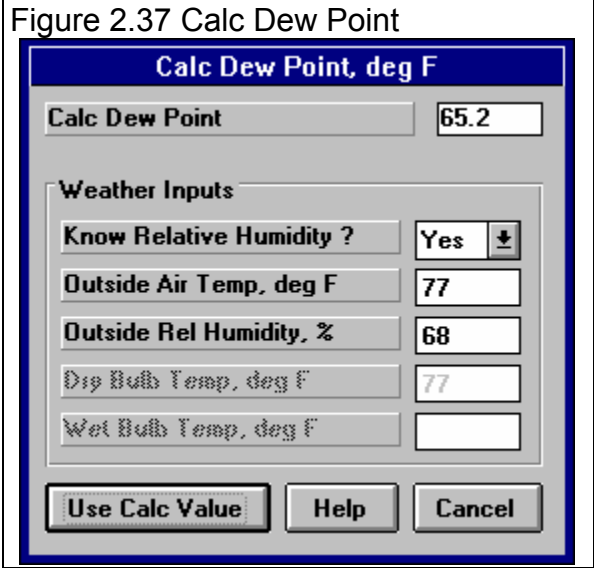 Figure 2.37 Calc Dew Point
Calc Dew Point, deg F
Calc Dew Point 65.2
Weather Inputs
Know Relative Humidity ? Yes
Outside Air Temp, deg F 77
Outside Rel Humidity, % 68
Dry Bulb Temp, deg F 77
Wet Bulb Temp, deg F
Use Calc Value Help Cancel